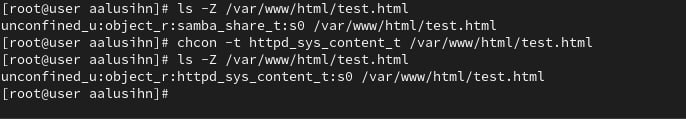 [root@user aalusihn]# ls -Z /var/www/html/test.html
unconfined_u:object_r:samba_share_t:s0 /var/www/html/test.html
[root@user aalusihn]# chcon -t httpd_sys_content_t /var/www/html/test.html
[root@user aalusihn]# ls -Z /var/www/html/test.html
unconfined_u:object_r:httpd_sys_content_t:s0 /var/www/html/test.html
[root@user aalusihn]#